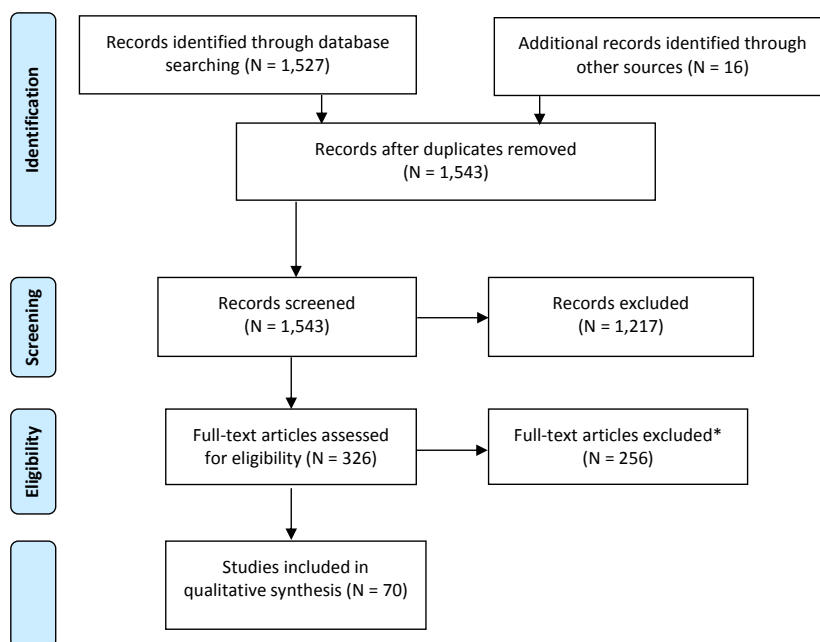 Identification
Records identified through database
searching (N = 1,527)
Additional records identified through
other sources (N = 16)
Records after duplicates removed
(N = 1,543)
Screening
Records screened
(N = 1,543)
Records excluded
(N = 1,217)
Eligibility
Full-text articles assessed
for eligibility (N = 326)
Full-text articles excluded*
(N = 256)
Studies included in
qualitative synthesis (N = 70)